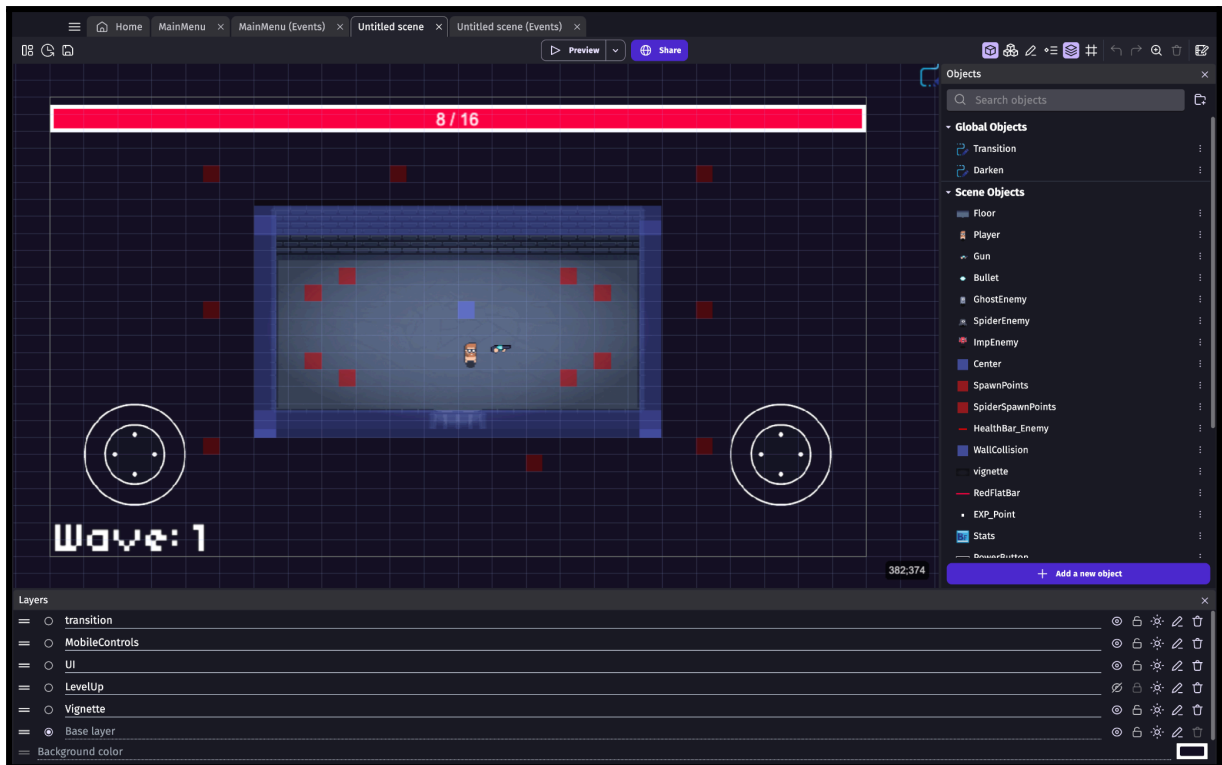 Home
MainMenu
MainMenu (Events)
Untitled scene
Untitled scene (Events)
Preview
Share
Objects
Search objects
Global Objects
Transition
Darken
Scene Objects
Floor
Player
Gun
Bullet
GhostEnemy
SpiderEnemy
ImpEnemy
Center
SpawnPoints
SpiderSpawnPoints
HealthBar_Enemy
WallCollision
vignette
RedFlatBar
EXP_Point
Br Stats
PowerButton
Add a new object
8 / 16
Wave: 1
382;374
Layers
transition
MobileControls
UI
LevelUp
Vignette
Base layer
Background color